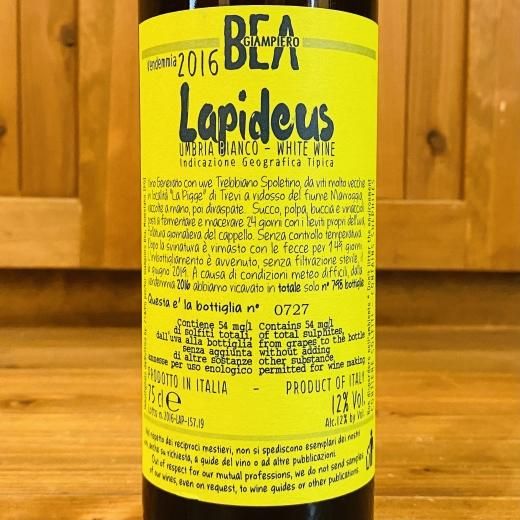 Vendemmia 2016 BEA
GIAMPIERO
Lapideus
UMBRIA BIANCO - WHITE WINE
Indicazione Geografica Tipica
Vino Generato con uve Trebbiano Spoletino, da viti molto vecchie
in località "La Pigge" di Trevi a ridosso del fiume Marroggia,
raccolte a mano, poi diraspate. Succo, polpa, buccia e vinaccioli
a fermentare e macerare 24 giorni con i lieviti propri dell'uva
follatura giornaliera del cappello. Senza controllo temperatura.
Dopo la svinatura è rimasto con le fecce per 149 giorni.
L'imbottigliamento è avvenuto, senza filtrazione sterile, il
giugno 2019. A causa di condizioni meteo difficili, dalla
vendemmia 2016 abbiamo ricavato in totale solo n° 798 bottiglie
Questa e' la bottiglia n° 0727
Contiene 54 mg/l Contains 54 mg/l
di solfiti totali, of total sulphites,
dall'uva alla bottiglia from grapes to the bottle
senza aggiunta without adding
di altre sostanze other substance
ammesse per uso enologico permitted for wine making
PRODOTTO IN ITALIA - PRODUCT OF ITALY
75 cl e 12% Vol.
Lotto n. 2016-LAP-157.19 Alc.12% by Vol.
Nel rispetto dei reciproci mestieri, non si spediscono esemplari dei nostri
anche su richiesta, a guide del vino o ad altre pubblicazioni.
Out of respect for our mutual professions, we do not send samples
of our wines, even on request, to wine guides or other publications.